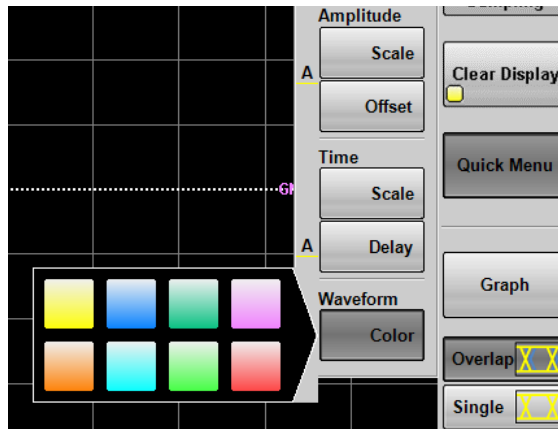 Amplitude
Scale
A
Offset
Time
Scale
A
Delay
Waveform
Color
Clear Display
Quick Menu
Graph
Overlap
Single